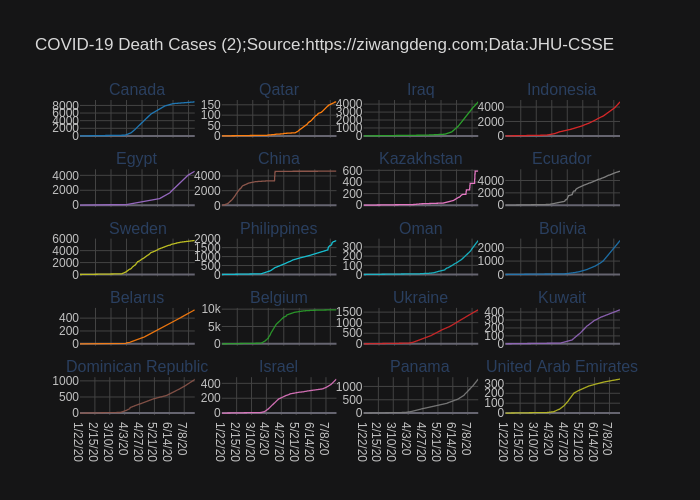 COVID-19 Death Cases (2);Source:https://ziwangdeng.com;Data:JHU-CSSE
Canada Qatar Iraq Indonesia
8000 6000 4000 2000 0
150 100 50 0
4000 3000 2000 1000 0
4000 2000 0
Egypt China Kazakhstan Ecuador
4000 2000 0
4000 2000 0
600 400 200 0
4000 2000 0
Sweden Philippines Oman Bolivia
6000 4000 2000 0
2000 1500 1000 500 0
300 200 100 0
2000 1000 0
Belarus Belgium Ukraine Kuwait
400 200 0
10k 5k 0
1500 1000 500 0
400 300 200 100 0
Dominican Republic Israel Panama United Arab Emirates
1000 500 0
400 200 0
1000 500 0
300 200 100 0
1/22/20 2/15/20 3/10/20 4/3/20 4/27/20 5/21/20 6/14/20 7/8/20
1/22/20 2/15/20 3/10/20 4/3/20 4/27/20 5/21/20 6/14/20 7/8/20
1/22/20 2/15/20 3/10/20 4/3/20 4/27/20 5/21/20 6/14/20 7/8/20
1/22/20 2/15/20 3/10/20 4/3/20 4/27/20 5/21/20 6/14/20 7/8/20